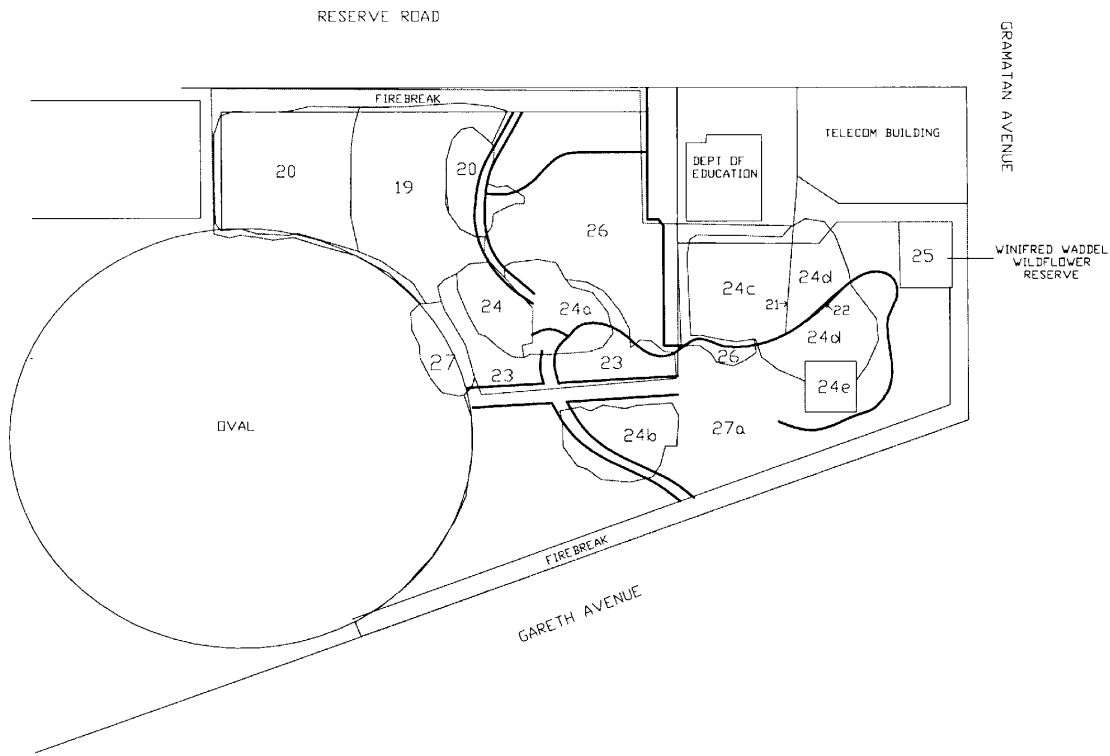 RESERVE ROAD
GRAMATAN AVENUE
FIREBREAK
TELECOM BUILDING
DEPT OF
EDUCATION
20
19
20
26
25
WINIFRED WADDEL
WILDFLOWER
RESERVE
24c
24d
21
22
24
24a
24d
27
23
23
26
24e
OVAL
24b
27a
FIREBREAK
GARETH AVENUE